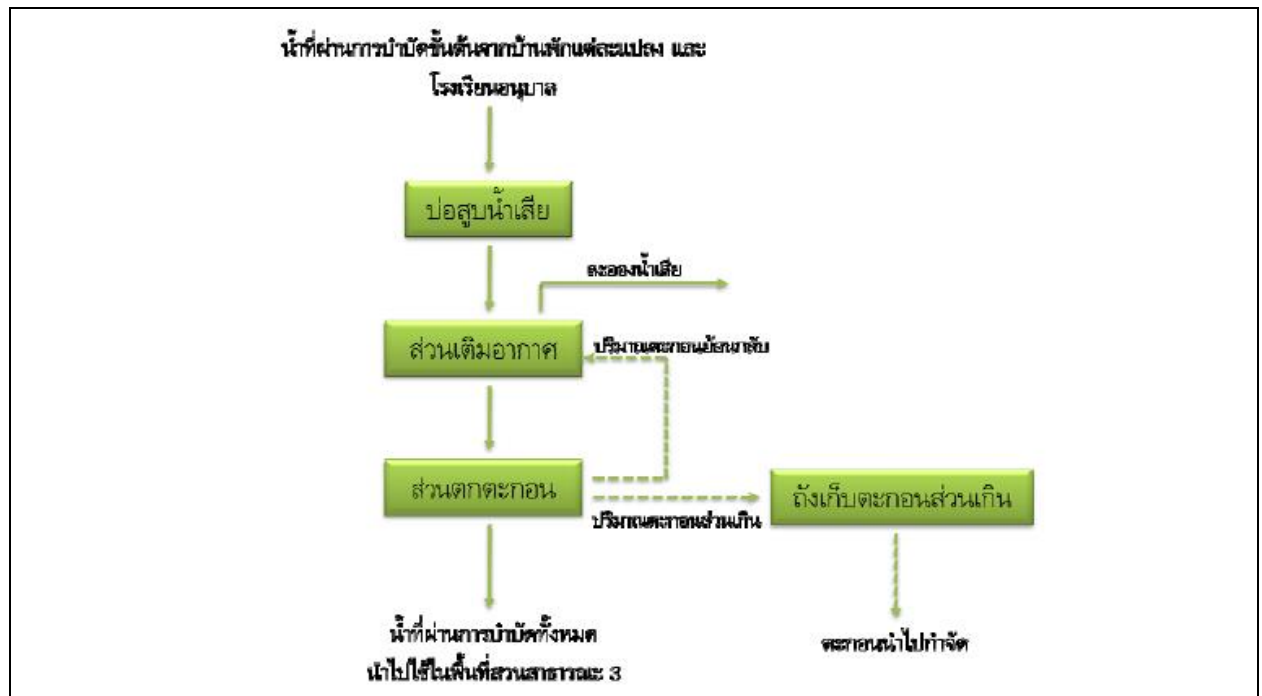 น้ำที่ผ่านการบำบัดขั้นต้นจากบ้านพักแต่ละแปลง และ
โรงเรียนอนุบาล
บ่อสูบน้ำเสีย
ละอองน้ำเสีย
ส่วนเติมอากาศ
ปริมาณตะกอนย้อนกลับ
ส่วนตกตะกอน
ถังเก็บตะกอนส่วนเกิน
ปริมาณตะกอนส่วนเกิน
น้ำที่ผ่านการบำบัดทั้งหมด
นำไปใช้ในพื้นที่สวนสาธารณะ 3
ตะกอนนำไปกำจัด